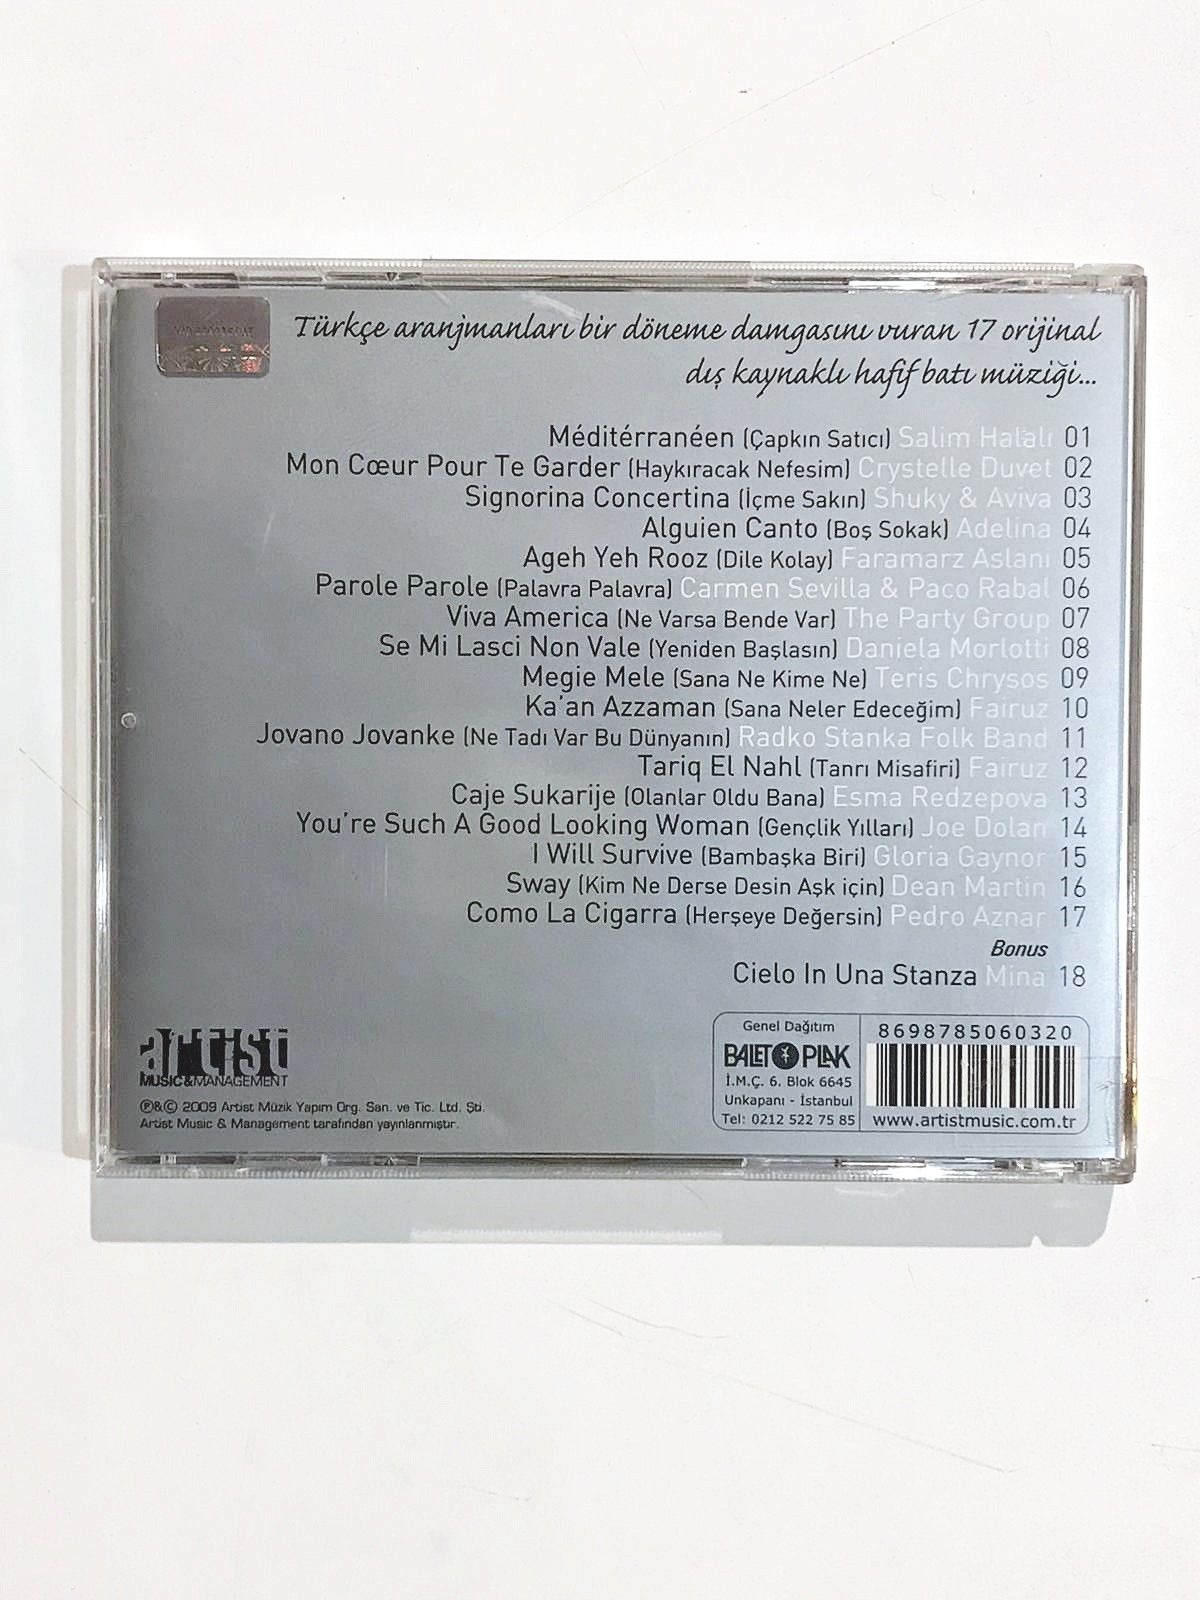 Türkçe aranjmanları bir döneme damgasını vuran 17 orijinal
dış kaynaklı hafif batı müziği...
Méditérranéen (Çapkın Satıcı) Salim Halali 01
Mon Cœur Pour Te Garder (Haykıracak Nefesim) Crystelle Duvet 02
Signorina Concertina (İçme Sakın) Shuky & Aviva 03
Alguien Canto (Boş Sokak) Adelina 04
Ageh Yeh Rooz (Dile Kolay) Faramarz Aslani 05
Parole Parole (Palavra Palavra) Carmen Sevilla & Paco Rabal 06
Viva America (Ne Varsa Bende Var) The Party Group 07
Se Mi Lasci Non Vale (Yeniden Başlasın) Daniela Morlotti 08
Megie Mele (Sana Ne Kime Ne) Teris Chrysos 09
Ka'an Azzaman (Sana Neler Edeceğim) Fairuz 10
Jovano Jovanke (Ne Tadı Var Bu Dünyanın) Radko Stanka Folk Band 11
Tariq El Nahl (Tanrı Misafiri) Fairuz 12
Caje Sukarije (Olanlar Oldu Bana) Esma Redzepova 13
You're Such A Good Looking Woman (Gençlik Yılları) Joe Dolan 14
I Will Survive (Bambaşka Biri) Gloria Gaynor 15
Sway (Kim Ne Derse Desin Aşk için) Dean Martin 16
Como La Cigarra (Herşeye Değersin) Pedro Aznar 17
Bonus
Cielo In Una Stanza Mina 18
artist
MUSIC&MANAGEMENT
℗&© 2009 Artist Müzik Yapım Org. San. ve Tic. Ltd. Şti.
Artist Music & Management tarafından yayınlanmıştır.
Genel Dağıtım
BALET PLAK
İ.M.Ç. 6. Blok 6645
Unkapanı - İstanbul
Tel: 0212 522 75 85
8698785060320
www.artistmusic.com.tr